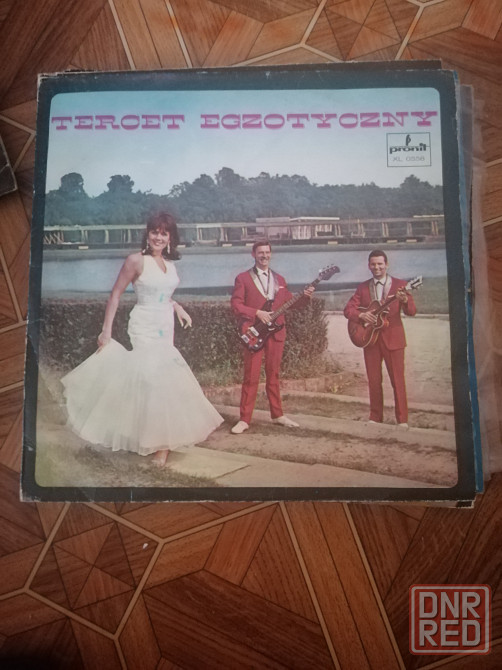 TERCET EGZOTYCZNY
pronit
XL 0558
DNR
RED